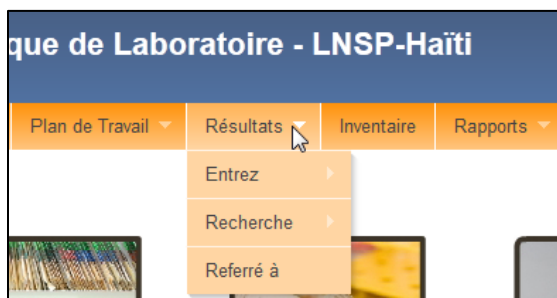 que de Laboratoire - LNSP-Haïti
Plan de Travail Résultats Inventaire Rapports
Entrez
Recherche
Referré à